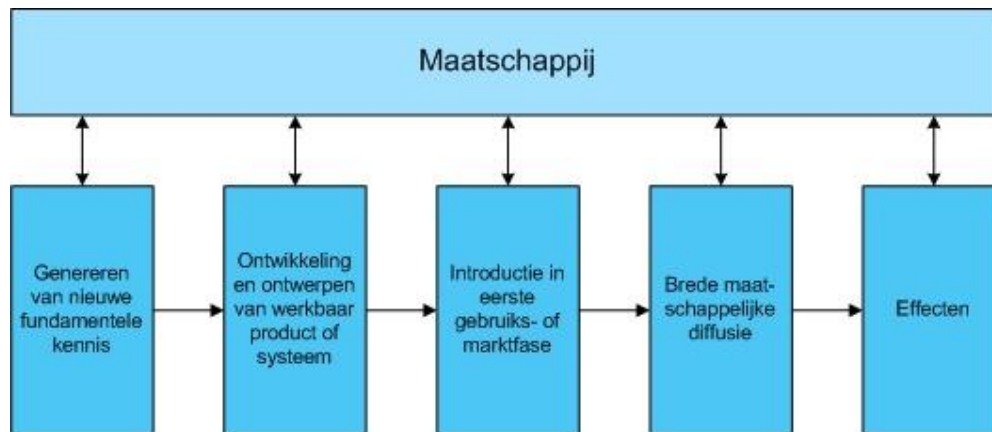 Maatschappij
Genereren
van nieuwe
fundamentele
kennis
Ontwikkeling
en ontwerpen
van werkbaar
product of
systeem
Introductie in
eerste
gebruiks- of
marktfase
Brede maat-
schappelijke
diffusie
Effecten